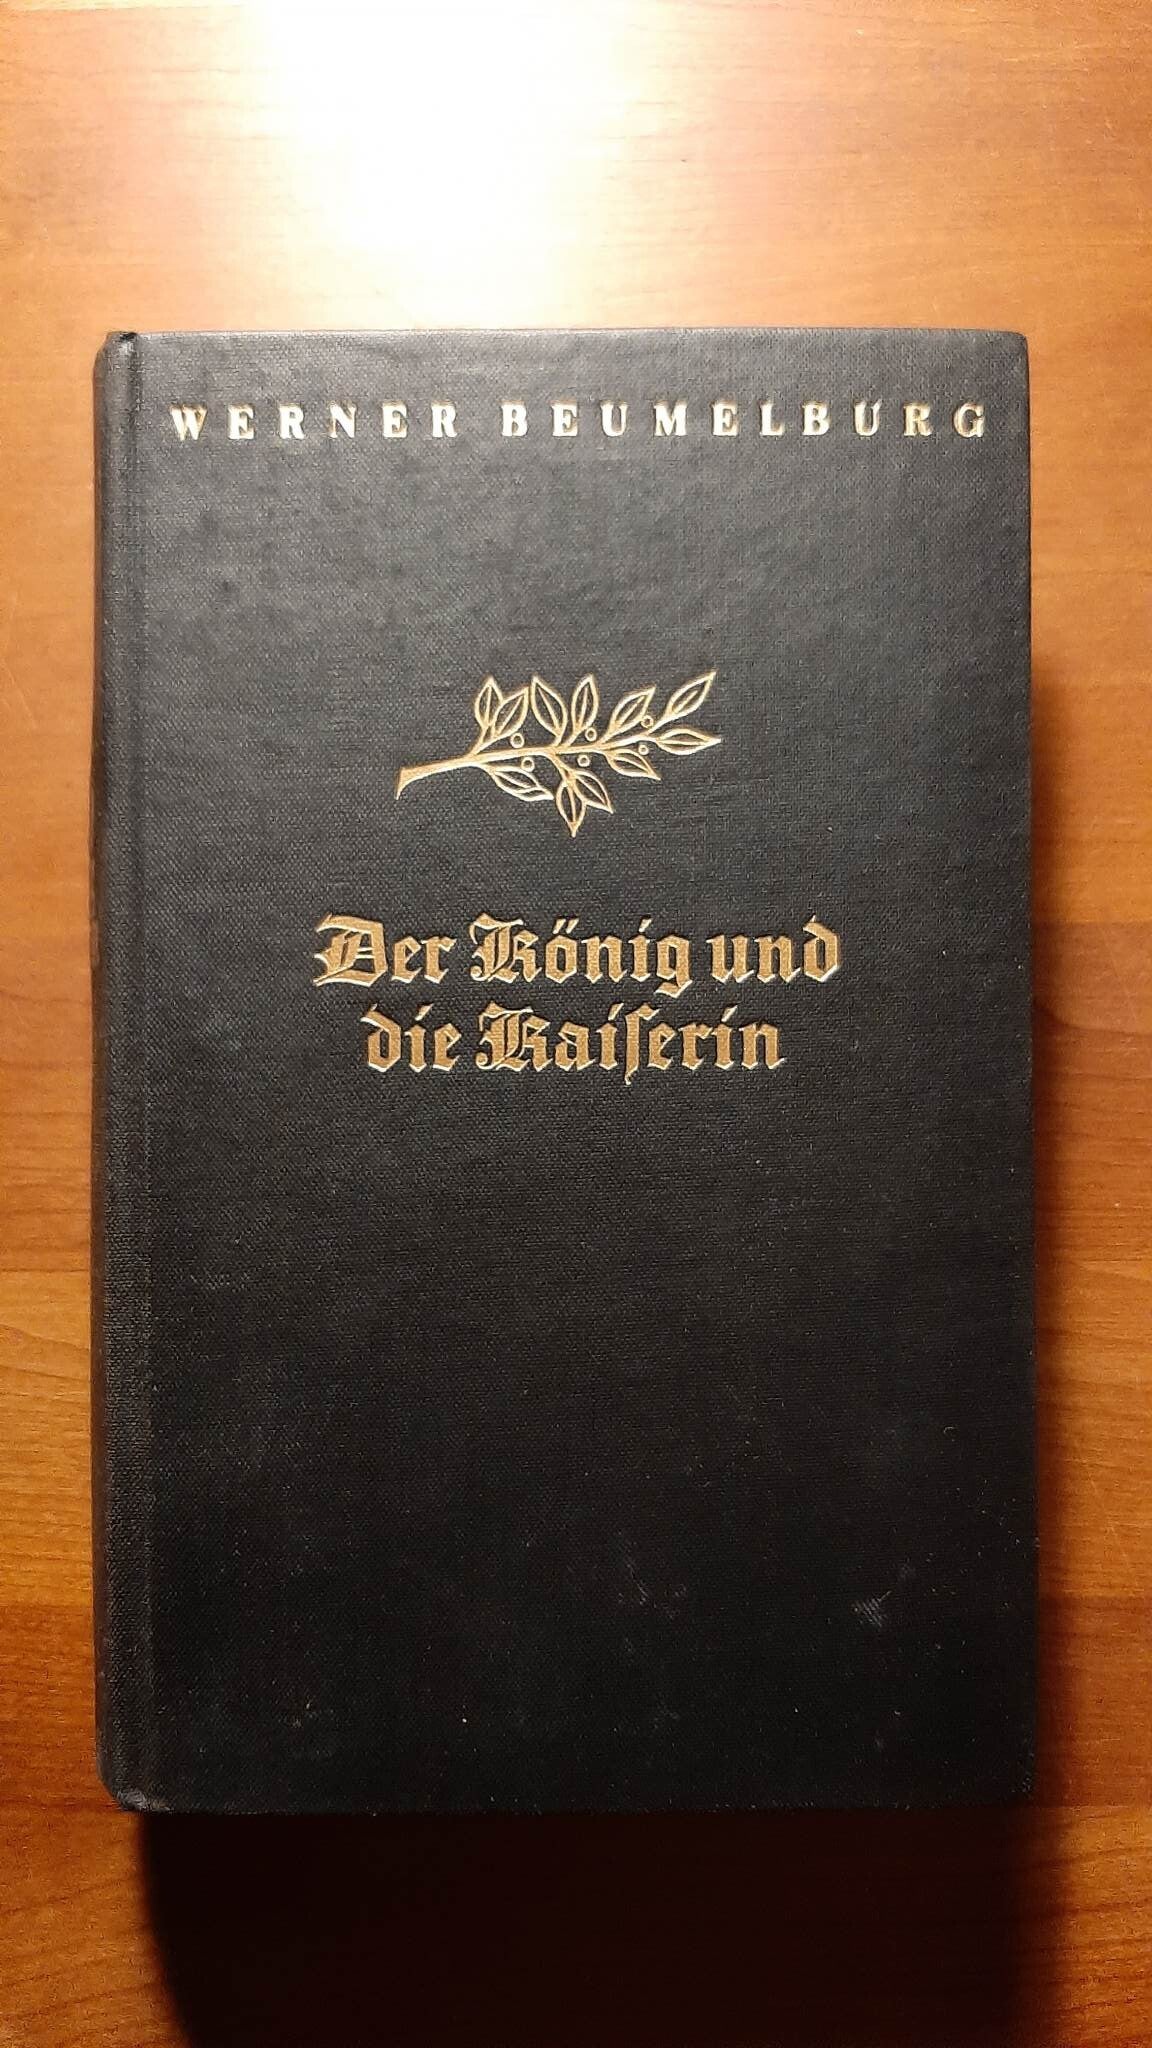 WERNER BEUMELBURG
Der König und
die Kaiſerin